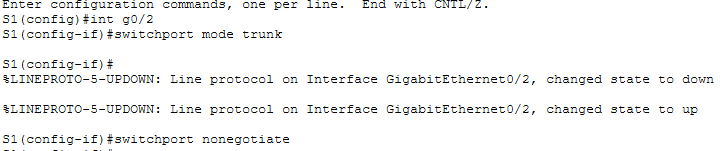 Enter configuration commands, one per line.  End with CNTL/Z.
S1(config)#int g0/2
S1(config-if)#switchport mode trunk
S1(config-if)#
%LINEPROTO-5-UPDOWN: Line protocol on Interface GigabitEthernet0/2, changed state to down
%LINEPROTO-5-UPDOWN: Line protocol on Interface GigabitEthernet0/2, changed state to up
S1(config-if)#switchport nonegotiate